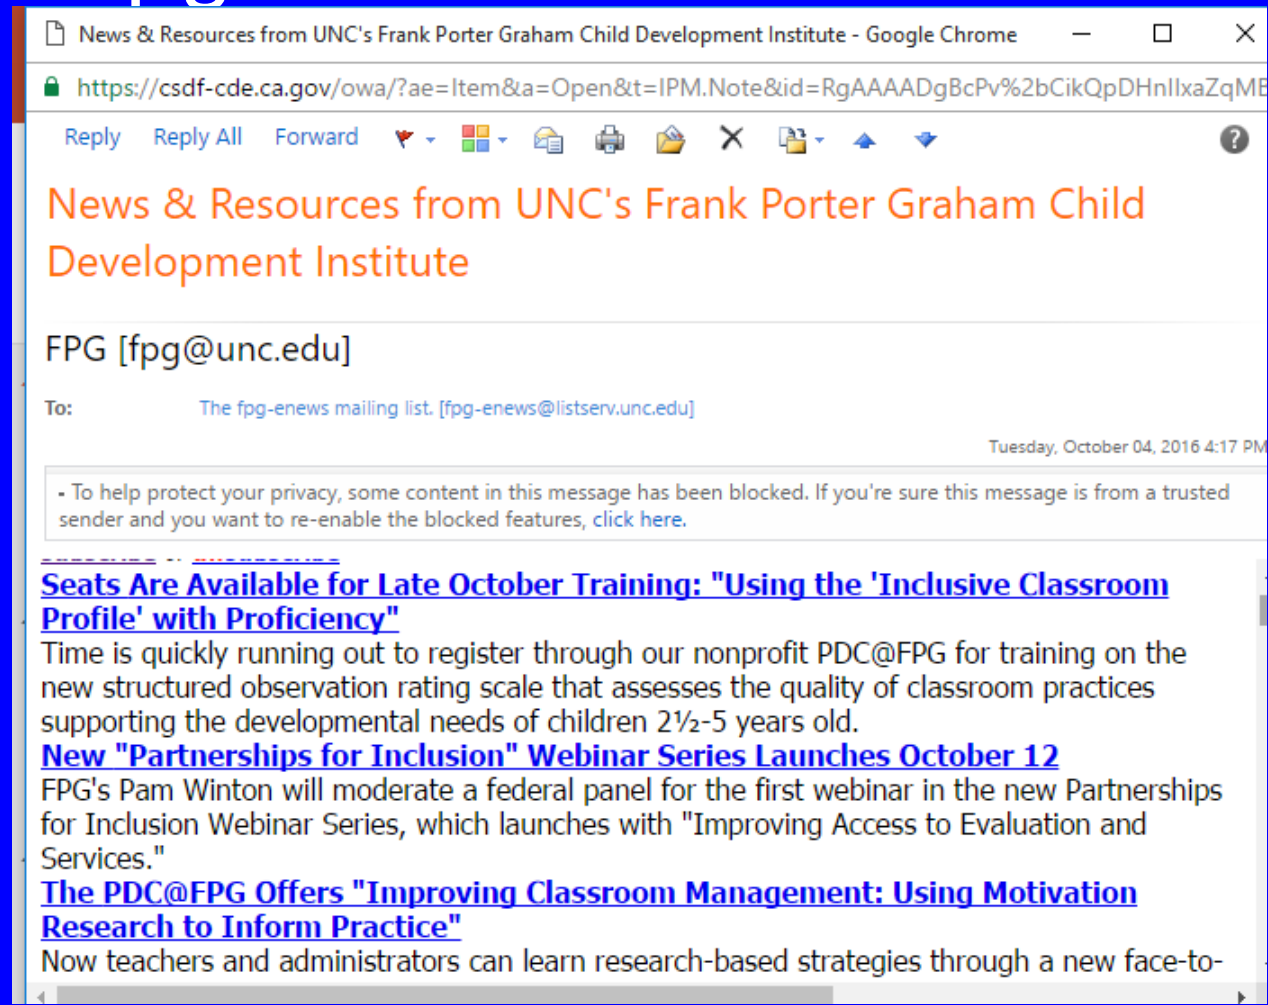 News & Resources from UNC's Frank Porter Graham Child Development Institute - Google Chrome
https://csdf-cde.ca.gov/owa/?ae=Item&a=Open&t=IPM.Note&id=RgAAAADgBcPv%2bCikQpDHnIIxaZqME
Reply Reply All Forward
News & Resources from UNC's Frank Porter Graham Child
Development Institute
FPG [fpg@unc.edu]
To: The fpg-enews mailing list. [fpg-enews@listserv.unc.edu]
Tuesday, October 04, 2016 4:17 PM
- To help protect your privacy, some content in this message has been blocked. If you're sure this message is from a trusted
sender and you want to re-enable the blocked features, click here.
Seats Are Available for Late October Training: "Using the 'Inclusive Classroom
Profile' with Proficiency"
Time is quickly running out to register through our nonprofit PDC@FPG for training on the
new structured observation rating scale that assesses the quality of classroom practices
supporting the developmental needs of children 2½-5 years old.
New "Partnerships for Inclusion" Webinar Series Launches October 12
FPG's Pam Winton will moderate a federal panel for the first webinar in the new Partnerships
for Inclusion Webinar Series, which launches with "Improving Access to Evaluation and
Services."
The PDC@FPG Offers "Improving Classroom Management: Using Motivation
Research to Inform Practice"
Now teachers and administrators can learn research-based strategies through a new face-to-